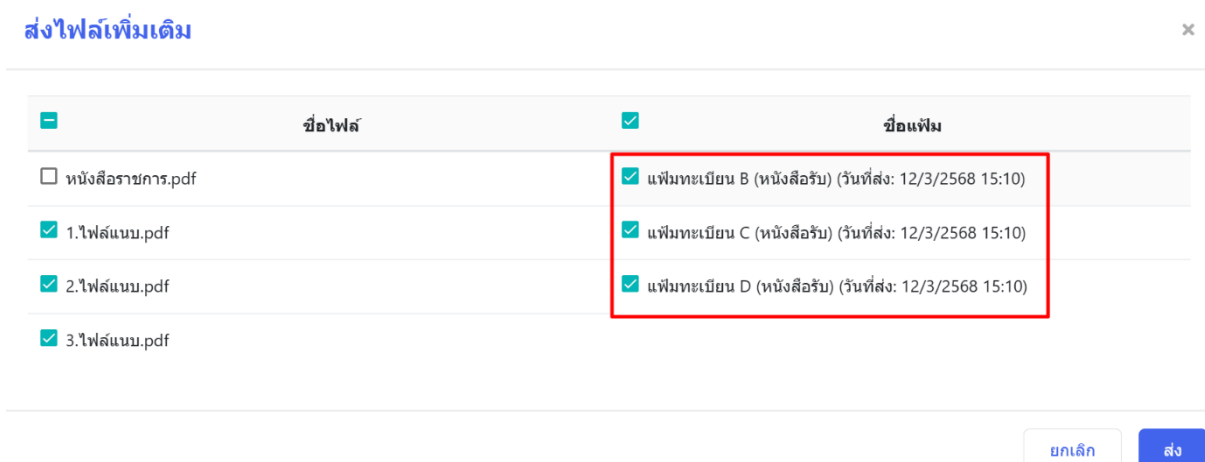 ส่งไฟล์เพิ่มเติม ×
ชื่อไฟล์ ชื่อแฟ้ม
หนังสือราชการ.pdf แฟ้มทะเบียน B (หนังสือรับ) (วันที่ส่ง: 12/3/2568 15:10)
1.ไฟล์แนบ.pdf แฟ้มทะเบียน C (หนังสือรับ) (วันที่ส่ง: 12/3/2568 15:10)
2.ไฟล์แนบ.pdf แฟ้มทะเบียน D (หนังสือรับ) (วันที่ส่ง: 12/3/2568 15:10)
3.ไฟล์แนบ.pdf
ยกเลิก ส่ง